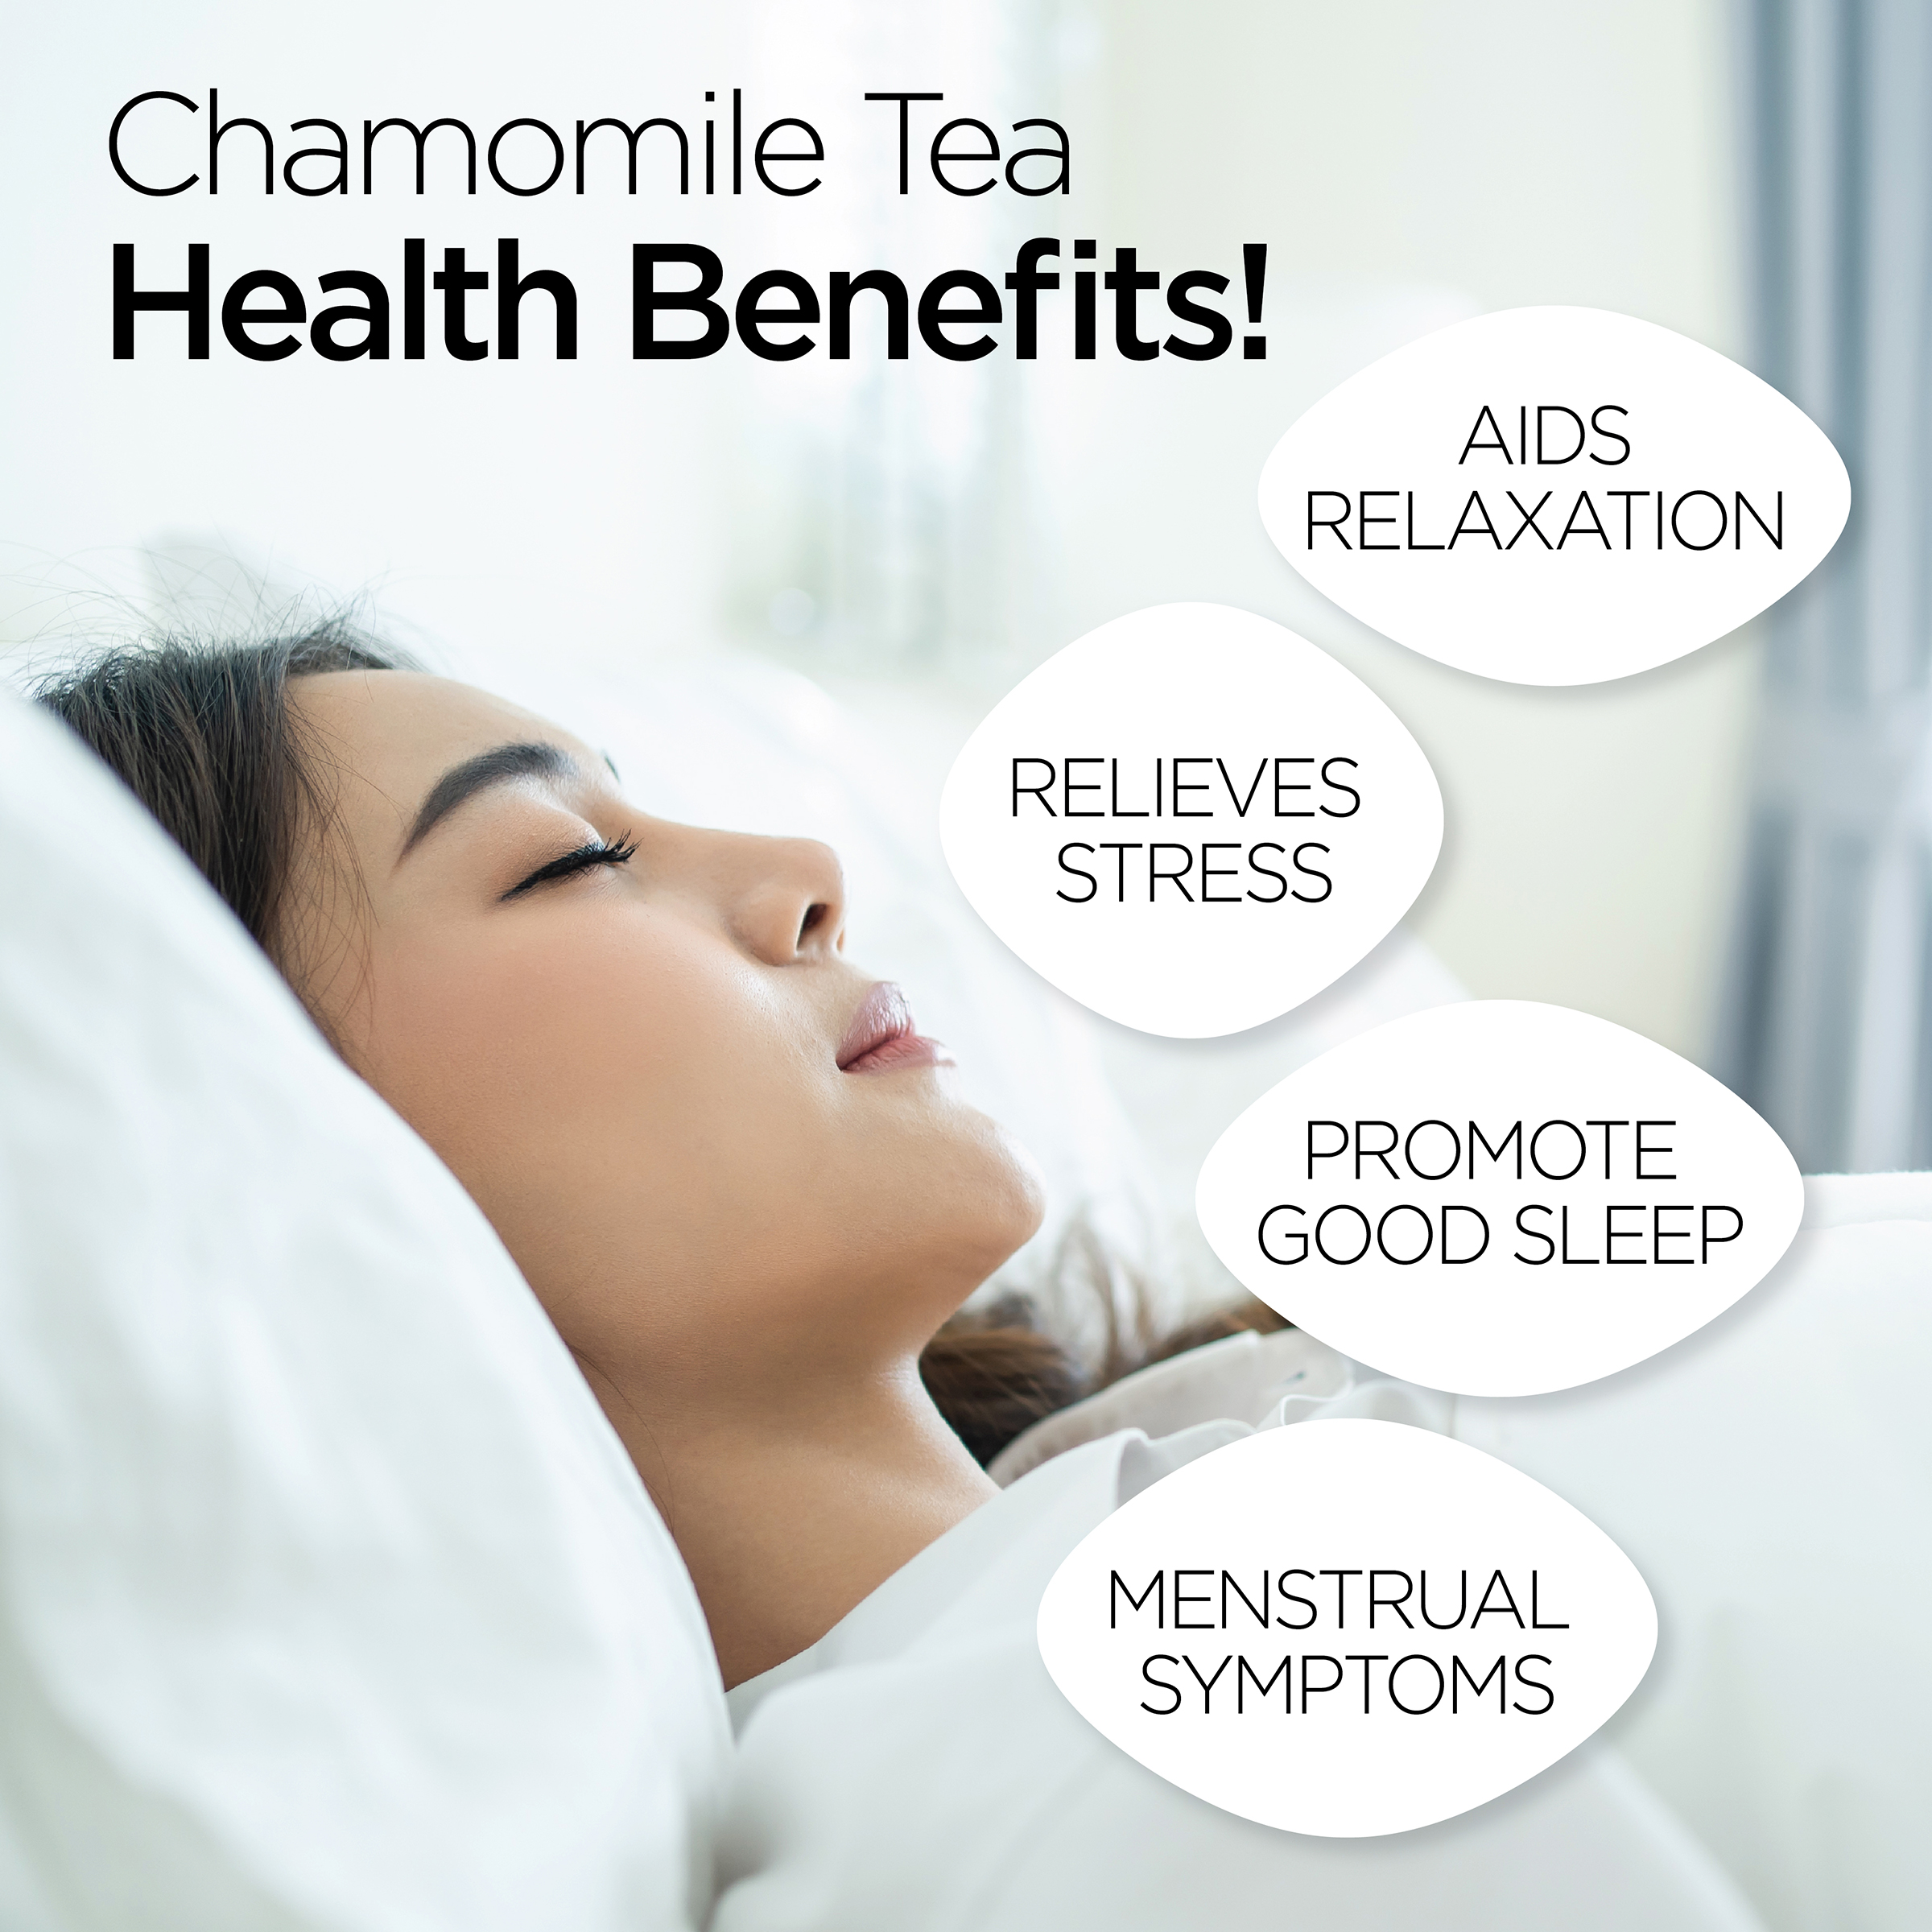 Chamomile Tea
Health Benefits!
AIDS
RELAXATION
RELIEVES
STRESS
PROMOTE
GOOD SLEEP
MENSTRUAL
SYMPTOMS